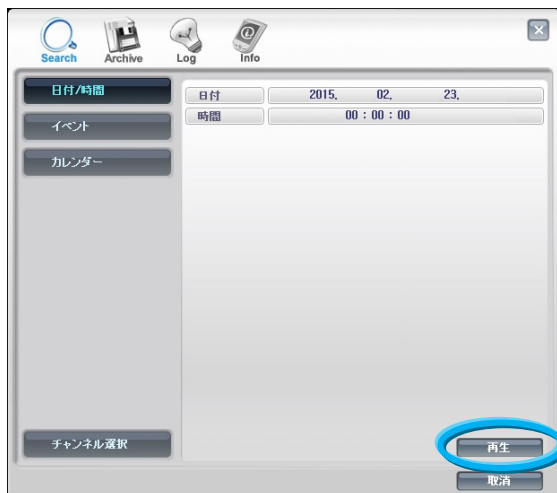 Search Archive Log Info
日付/時間
イベント
カレンダー
チャンネル選択
日付 2015. 02. 23.
時間 00 : 00 : 00
再生
取消